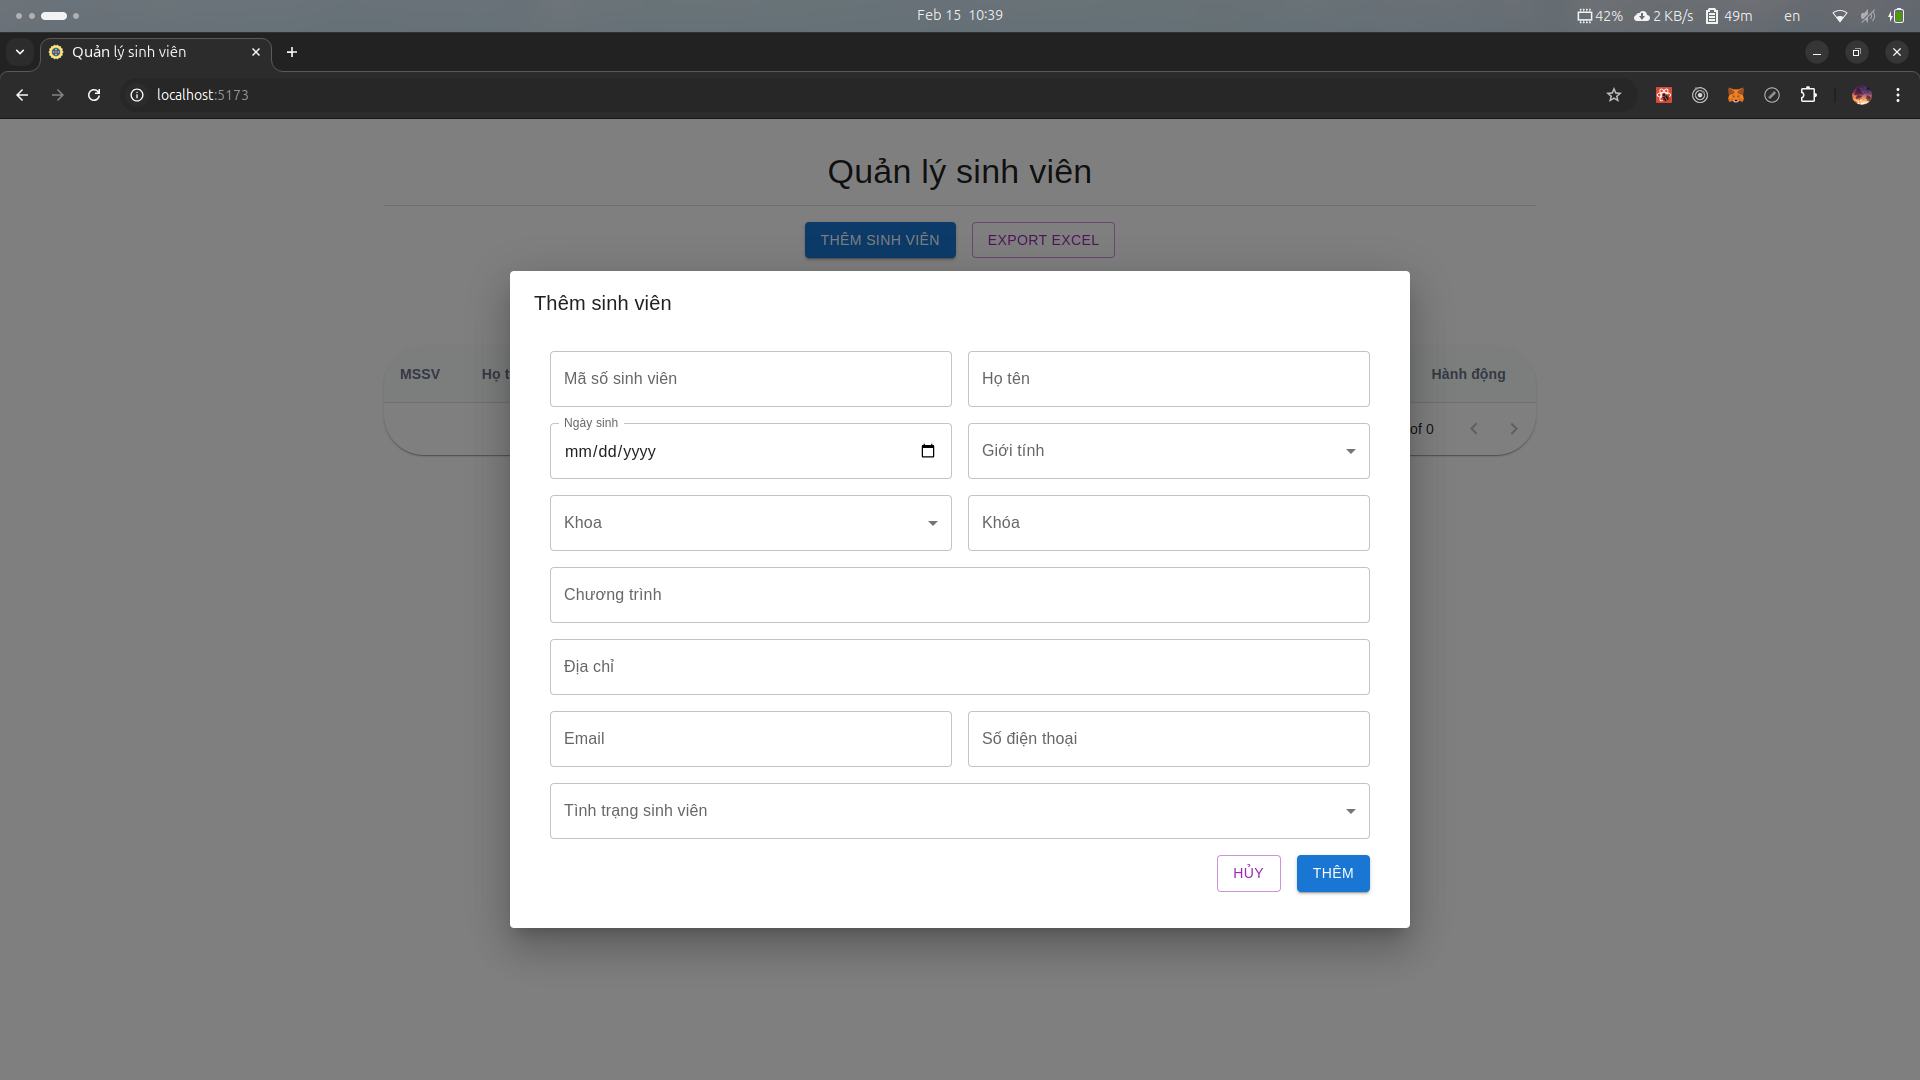 Feb 15 10:39
42% 2 KB/s 49m en
Quản lý sinh viên
localhost:5173
Quản lý sinh viên
THÊM SINH VIÊN EXPORT EXCEL
Thêm sinh viên
Mã số sinh viên Họ tên
MSSV Họ t Hành động
Ngày sinh
mm/dd/yyyy Giới tính
of 0
Khoa Khóa
Chương trình
Địa chỉ
Email Số điện thoại
Tình trạng sinh viên
HỦY THÊM